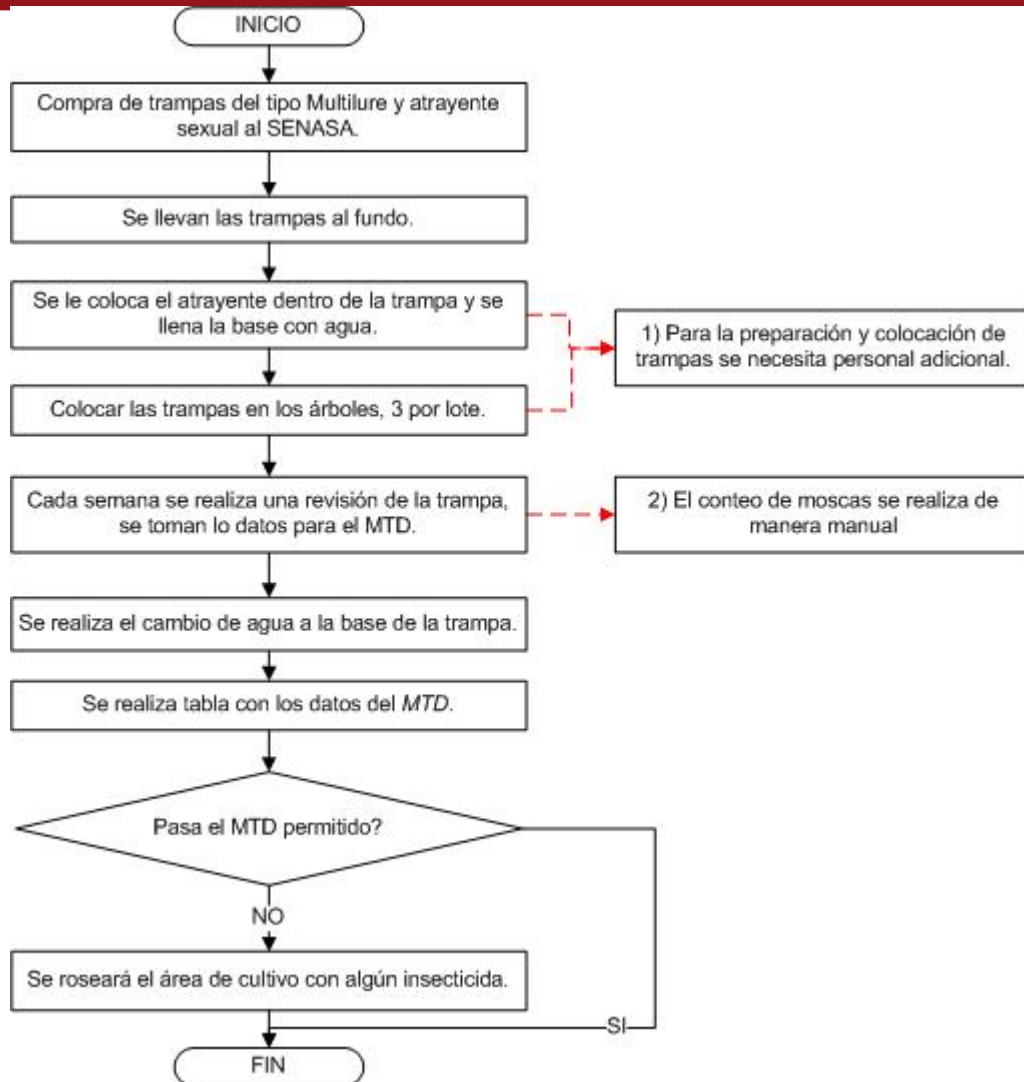 INICIO
Compra de trampas del tipo Multilure y atrayente
sexual al SENASA.
Se llevan las trampas al fundo.
Se le coloca el atrayente dentro de la trampa y se
llena la base con agua.
1) Para la preparación y colocación de
trampas se necesita personal adicional.
Colocar las trampas en los árboles, 3 por lote.
Cada semana se realiza una revisión de la trampa,
se toman lo datos para el MTD.
2) El conteo de moscas se realiza de
manera manual
Se realiza el cambio de agua a la base de la trampa.
Se realiza tabla con los datos del MTD.
Pasa el MTD permitido?
NO
Se roseará el área de cultivo con algún insecticida.
SI
FIN